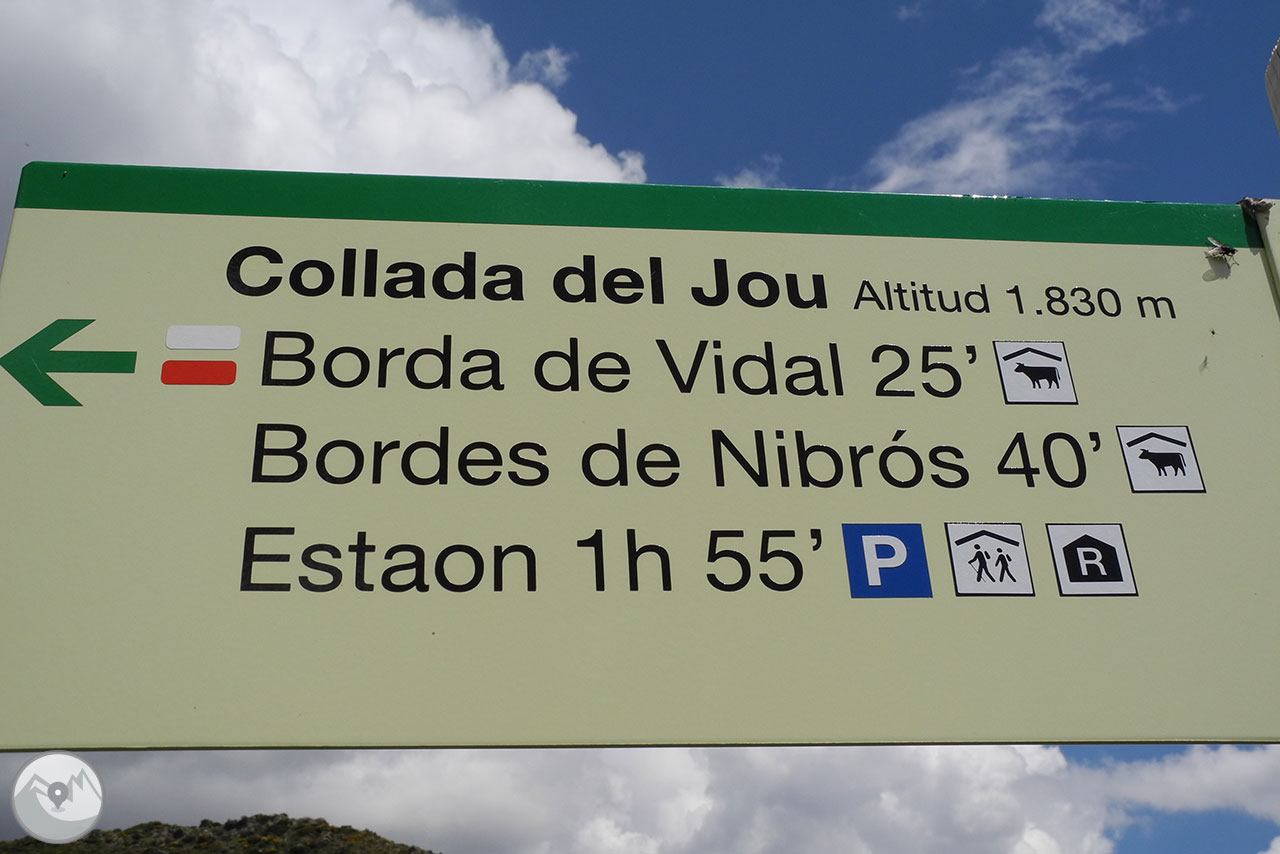 Collada del Jou Altitud 1.830 m
Borda de Vidal 25’
Bordes de Nibrós 40’
Estaon 1h 55’ P R